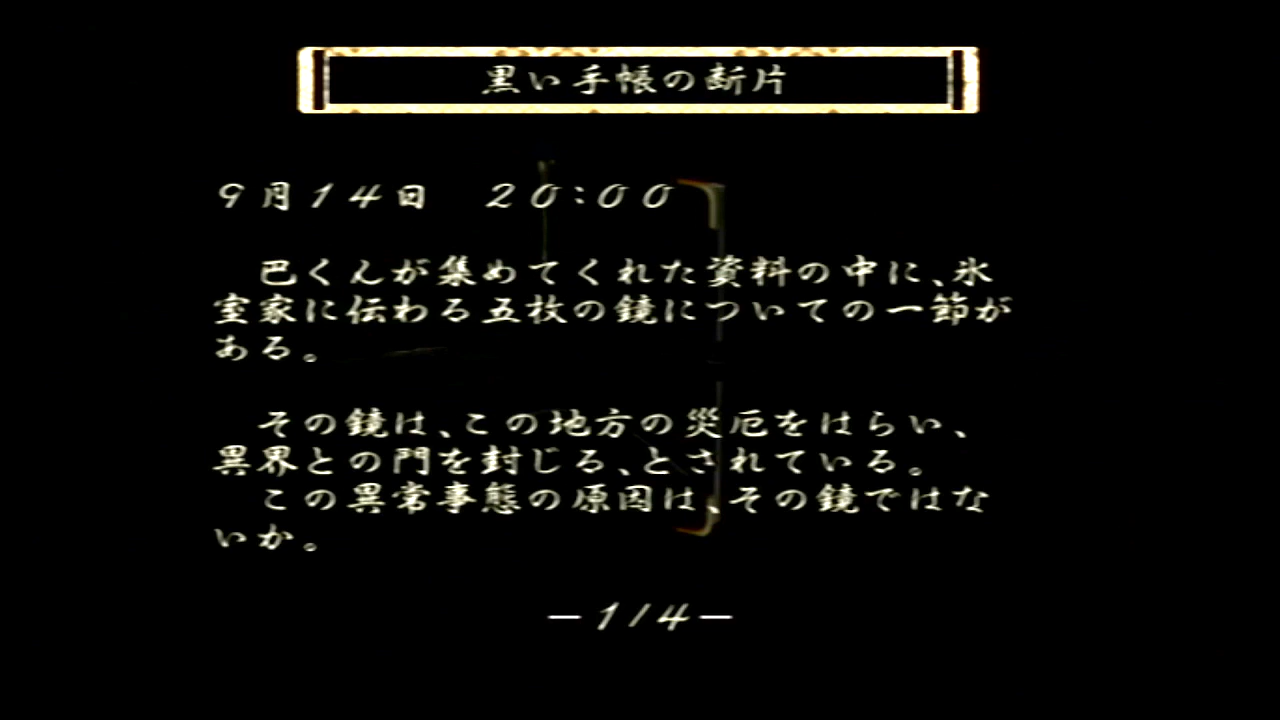 黒い手帳の断片
9月14日　20:00
　巴くんが集めてくれた資料の中に、氷
室家に伝わる五枚の鏡についての一節が
ある。
　その鏡は、この地方の災厄をはらい、
異界との門を封じる、とされている。
　この異常事態の原因は、その鏡ではな
いか。
－1/4－